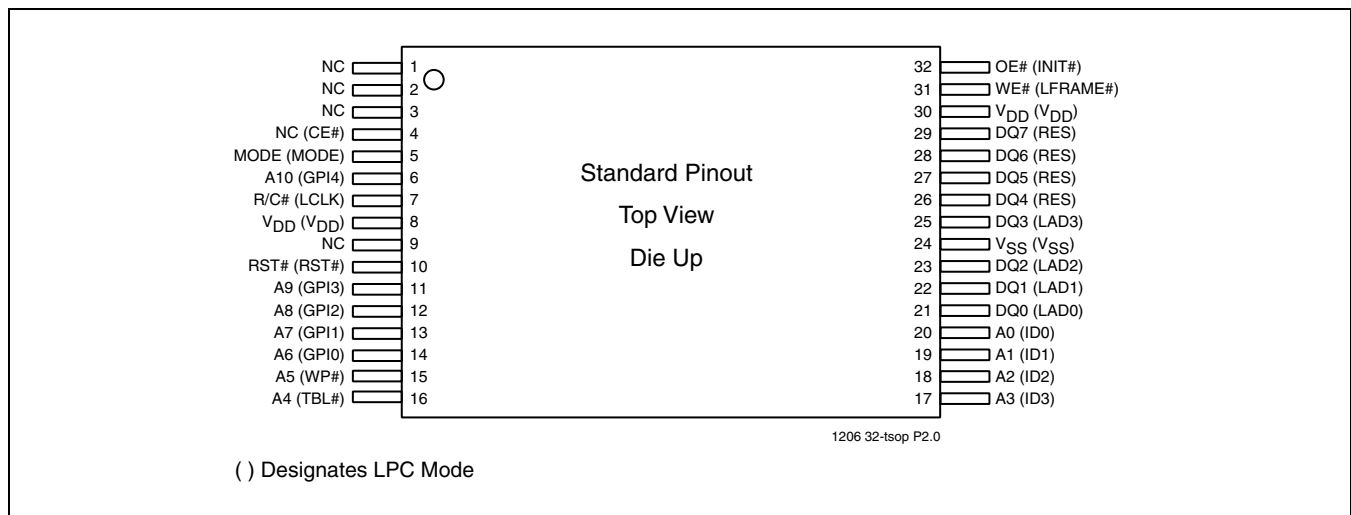 NC 1
NC 2
NC 3
NC (CE#) 4
MODE (MODE) 5
A10 (GPI4) 6
R/C# (LCLK) 7
VDD (VDD) 8
NC 9
RST# (RST#) 10
A9 (GPI3) 11
A8 (GPI2) 12
A7 (GPI1) 13
A6 (GPI0) 14
A5 (WP#) 15
A4 (TBL#) 16
Standard Pinout
Top View
Die Up
32 OE# (INIT#)
31 WE# (LFRAME#)
30 VDD (VDD)
29 DQ7 (RES)
28 DQ6 (RES)
27 DQ5 (RES)
26 DQ4 (RES)
25 DQ3 (LAD3)
24 VSS (VSS)
23 DQ2 (LAD2)
22 DQ1 (LAD1)
21 DQ0 (LAD0)
20 A0 (ID0)
19 A1 (ID1)
18 A2 (ID2)
17 A3 (ID3)
1206 32-tsop P2.0
( ) Designates LPC Mode